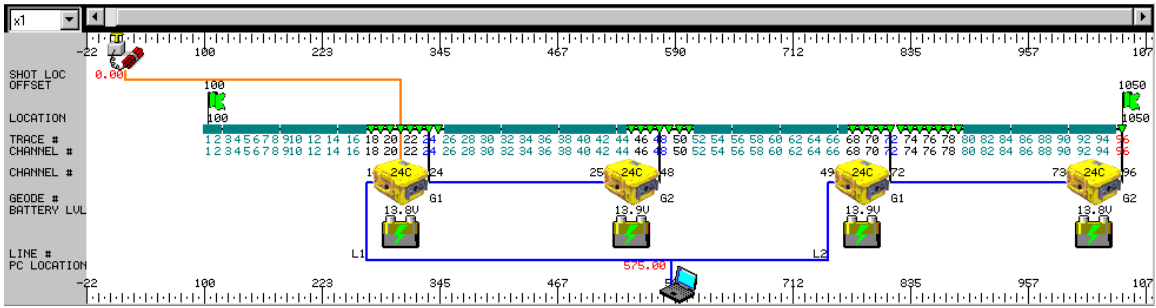 x1
-22 100 223 345 467 590 712 835 957 107
SHOT LOC 0.00
OFFSET
100 1050
LOCATION 100 1050
TRACE # 1 2 3 4 5 6 7 8 9 10 12 14 16 18 20 22 24 26 28 30 32 34 36 38 40 42 44 46 48 50 52 54 56 58 60 62 64 66 68 70 72 74 76 78 80 82 84 86 88 90 92 94 96
CHANNEL # 1 2 3 4 5 6 7 8 9 10 12 14 16 18 20 22 24 26 28 30 32 34 36 38 40 42 44 46 48 50 52 54 56 58 60 62 64 66 68 70 72 74 76 78 80 82 84 86 88 90 92 94 96
CHANNEL # 1 24C 24 25 24C 48 49 24C 72 73 24C 96
GEODE # G1 G2 G1 G2
BATTERY LVL 13.8V 13.9V 13.9V 13.8V
LINE # L1 L2
PC LOCATION 575.00
-22 100 223 345 467 712 835 957 107